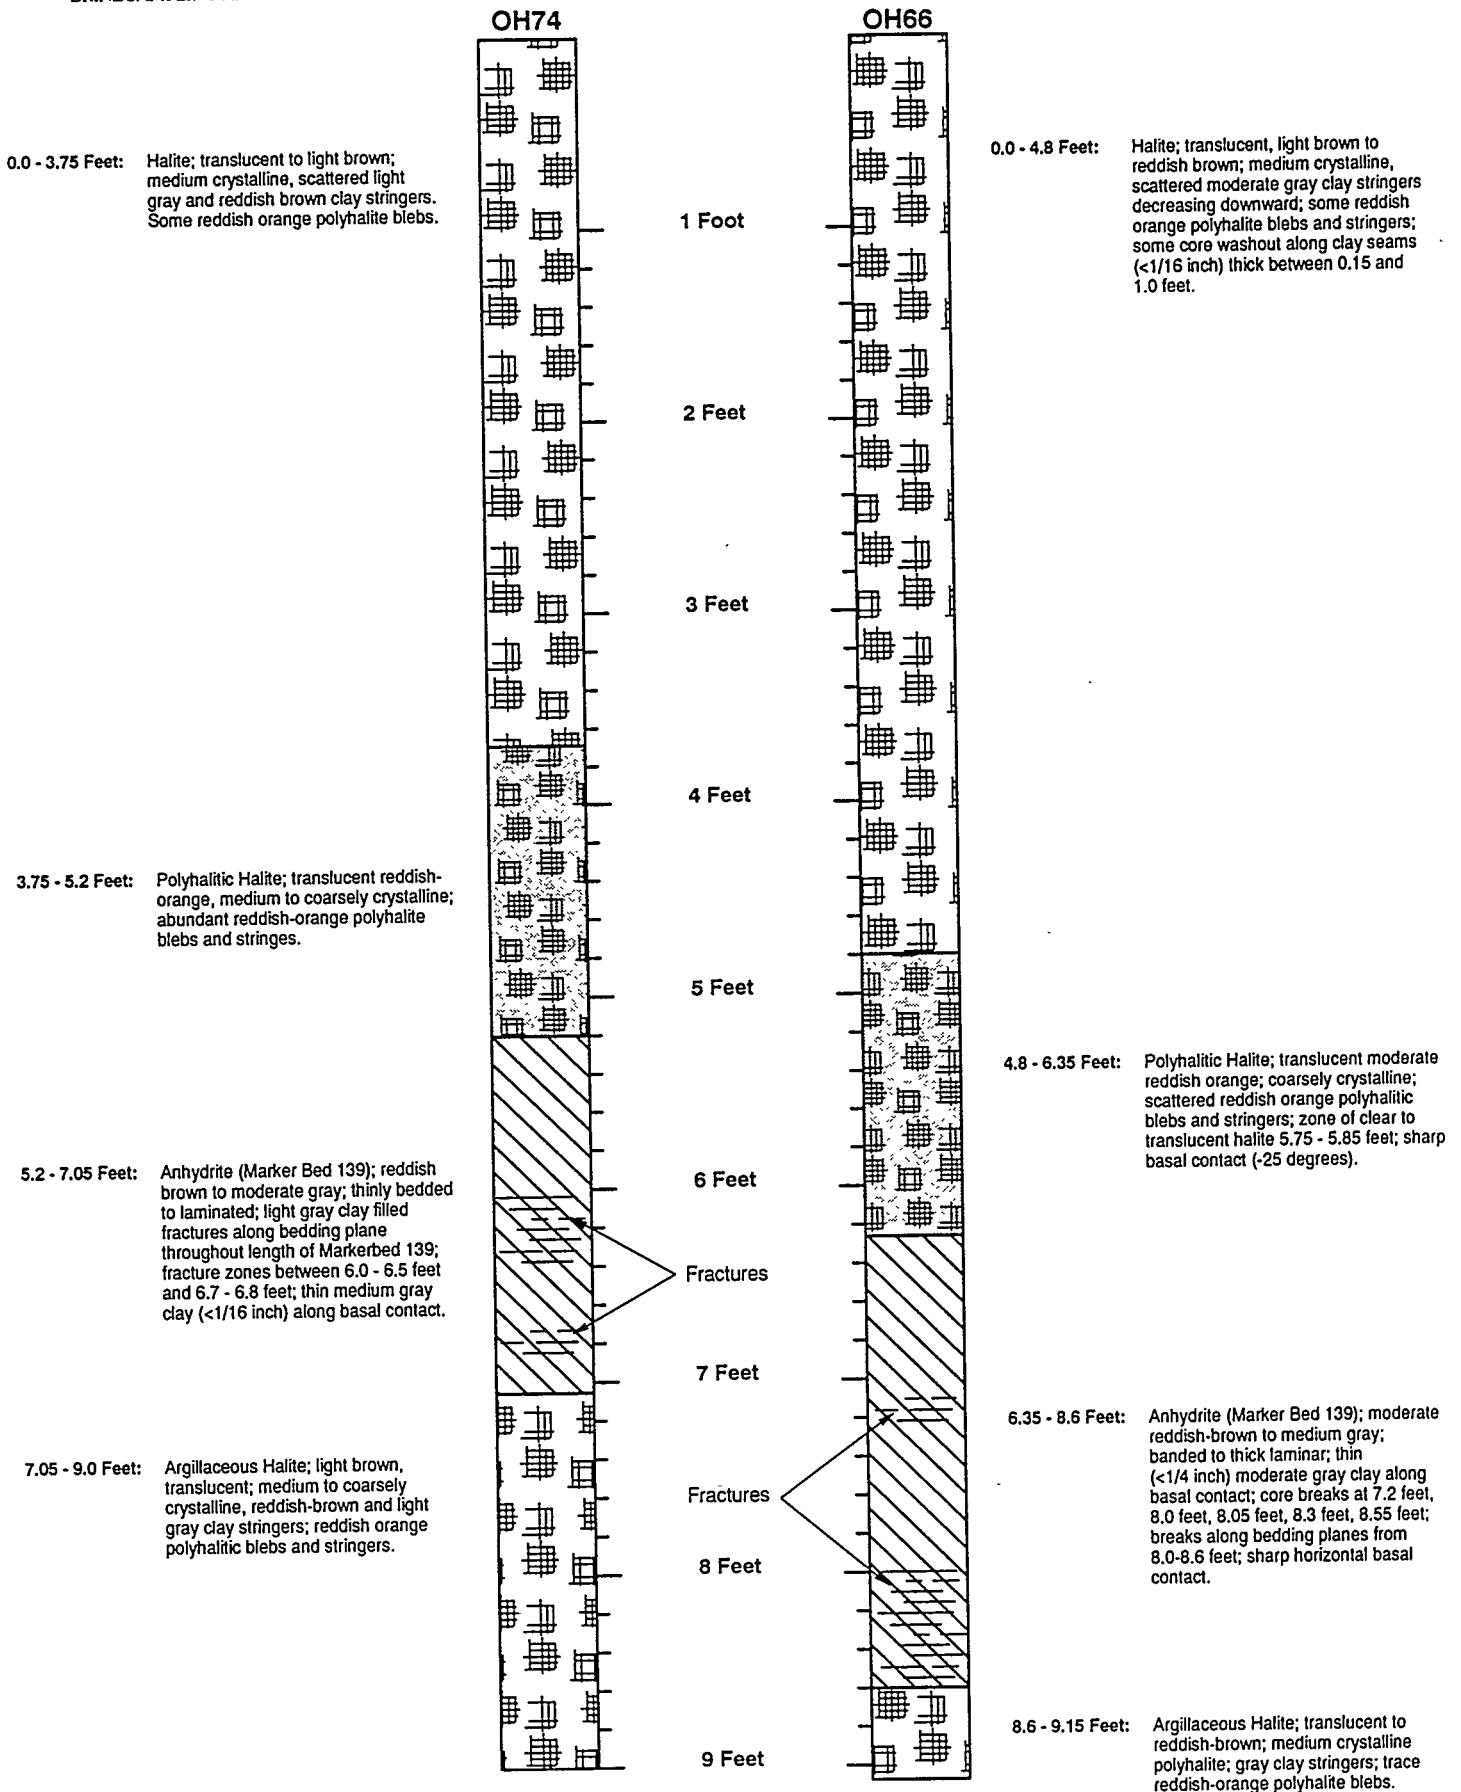 OH74
OH66
0.0 - 3.75 Feet: Halite; translucent to light brown;
medium crystalline, scattered light
gray and reddish brown clay stringers.
Some reddish orange polyhalite blebs.
3.75 - 5.2 Feet: Polyhalitic Halite; translucent reddish-
orange, medium to coarsely crystalline;
abundant reddish-orange polyhalite
blebs and stringes.
5.2 - 7.05 Feet: Anhydrite (Marker Bed 139); reddish
brown to moderate gray; thinly bedded
to laminated; light gray clay filled
fractures along bedding plane
throughout length of Markerbed 139;
fracture zones between 6.0 - 6.5 feet
and 6.7 - 6.8 feet; thin medium gray
clay (<1/16 inch) along basal contact.
7.05 - 9.0 Feet: Argillaceous Halite; light brown,
translucent; medium to coarsely
crystalline, reddish-brown and light
gray clay stringers; reddish orange
polyhalitic blebs and stringers.
1 Foot
2 Feet
3 Feet
4 Feet
5 Feet
6 Feet
Fractures
7 Feet
Fractures
8 Feet
9 Feet
0.0 - 4.8 Feet: Halite; translucent, light brown to
reddish brown; medium crystalline,
scattered moderate gray clay stringers
decreasing downward; some reddish
orange polyhalite blebs and stringers;
some core washout along clay seams
(<1/16 inch) thick between 0.15 and
1.0 feet.
4.8 - 6.35 Feet: Polyhalitic Halite; translucent moderate
reddish orange; coarsely crystalline;
scattered reddish orange polyhalitic
blebs and stringers; zone of clear to
translucent halite 5.75 - 5.85 feet; sharp
basal contact (-25 degrees).
6.35 - 8.6 Feet: Anhydrite (Marker Bed 139); moderate
reddish-brown to medium gray;
banded to thick laminar; thin
(<1/4 inch) moderate gray clay along
basal contact; core breaks at 7.2 feet,
8.0 feet, 8.05 feet, 8.3 feet, 8.55 feet;
breaks along bedding planes from
8.0-8.6 feet; sharp horizontal basal
contact.
8.6 - 9.15 Feet: Argillaceous Halite; translucent to
reddish-brown; medium crystalline
polyhalite; gray clay stringers; trace
reddish-orange polyhalite blebs.